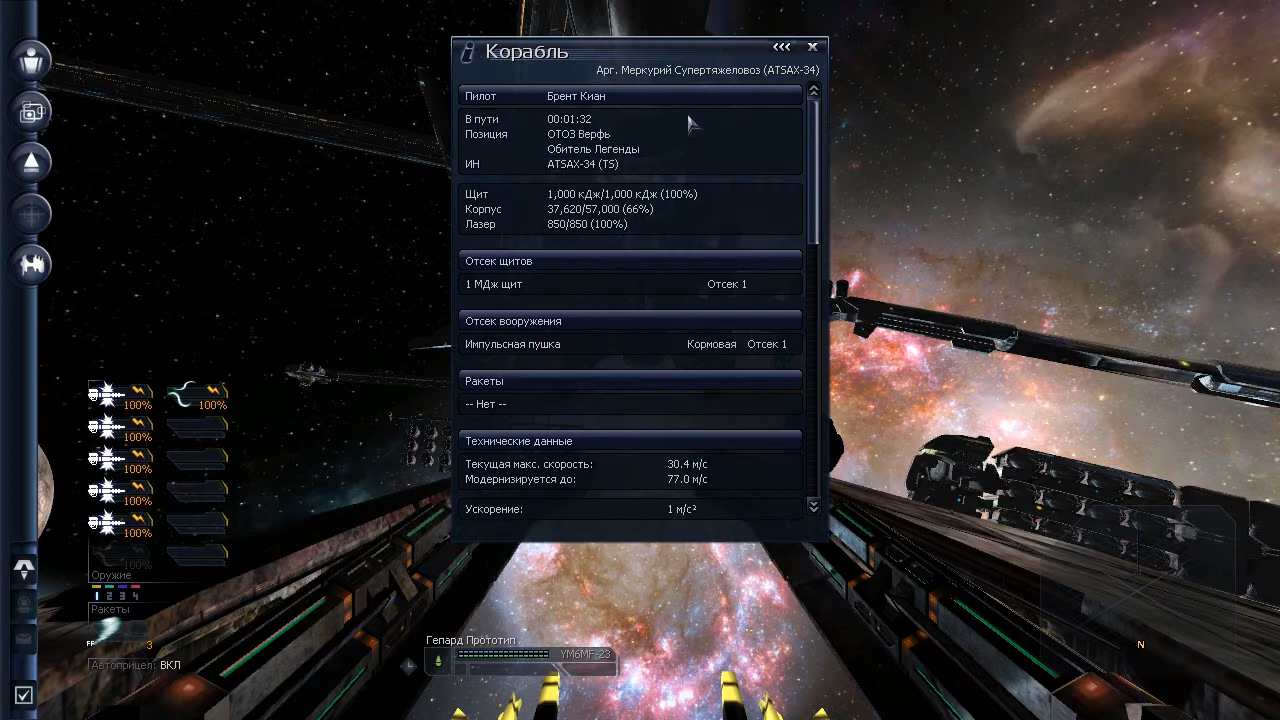 Корабль
Арг. Меркурий Супертяжеловоз (ATSAX-34)
Пилот Брент Киан
В пути 00:01:32
Позиция ОТОЗ Верфь
Обитель Легенды
ИН ATSAX-34 (TS)
Щит 1,000 кДж/1,000 кДж (100%)
Корпус 37,620/57,000 (66%)
Лазер 850/850 (100%)
Отсек щитов
1 МДж щит Отсек 1
Отсек вооружения
Импульсная пушка Кормовая Отсек 1
Ракеты
-- Нет --
Технические данные
Текущая макс. скорость: 30.4 м/с
Модернизируется до: 77.0 м/с
Ускорение: 1 м/с²
100% 100%
100%
100%
100%
100%
100%
Оружие
1 2 3 4
Ракеты
FF 3
Автоприцел: ВКЛ
Гепард Прототип
YM6MF-23
N